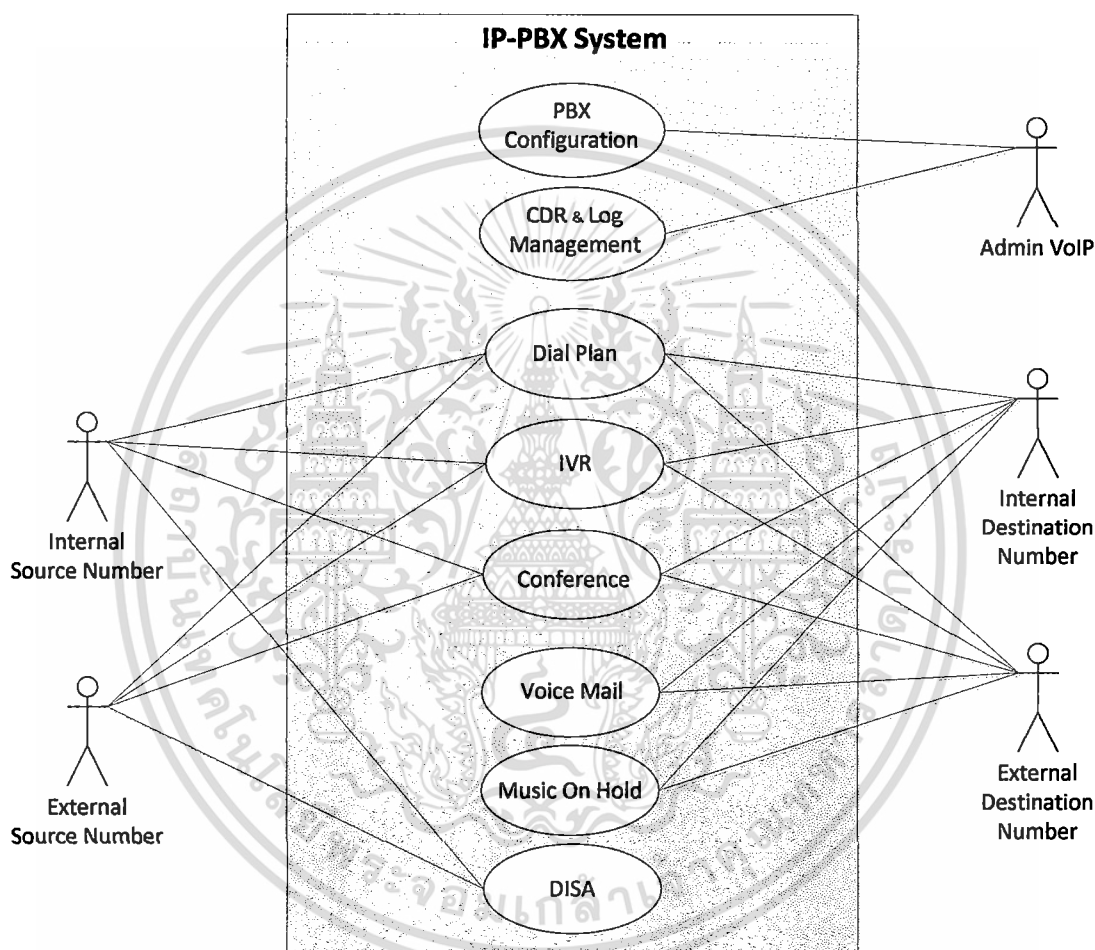 IP-PBX System
PBX
Configuration
CDR & Log
Management
Admin VoIP
Dial Plan
IVR
Internal
Source Number
Internal
Destination
Number
Conference
Voice Mail
External
Source Number
Music On Hold
External
Destination
Number
DISA